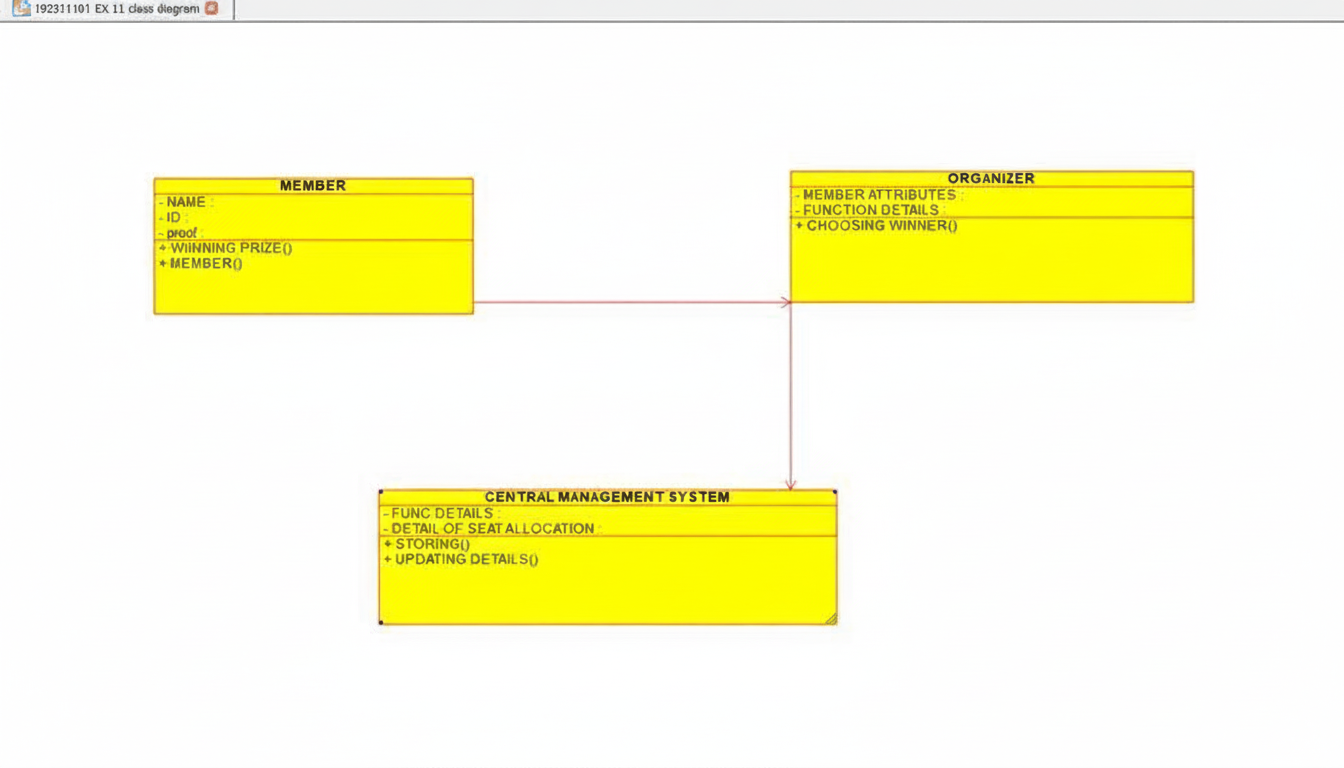 192311101 EX 11 class diagram
MEMBER
- NAME :
- ID :
- proof :
+ WIINNING PRIZE()
+ MEMBER()
ORGANIZER
- MEMBER ATTRIBUTES :
- FUNCTION DETAILS :
+ CHOOSING WINNER()
CENTRAL MANAGEMENT SYSTEM
- FUNC DETAILS :
- DETAIL OF SEAT ALLOCATION :
+ STORING()
+ UPDATING DETAILS()